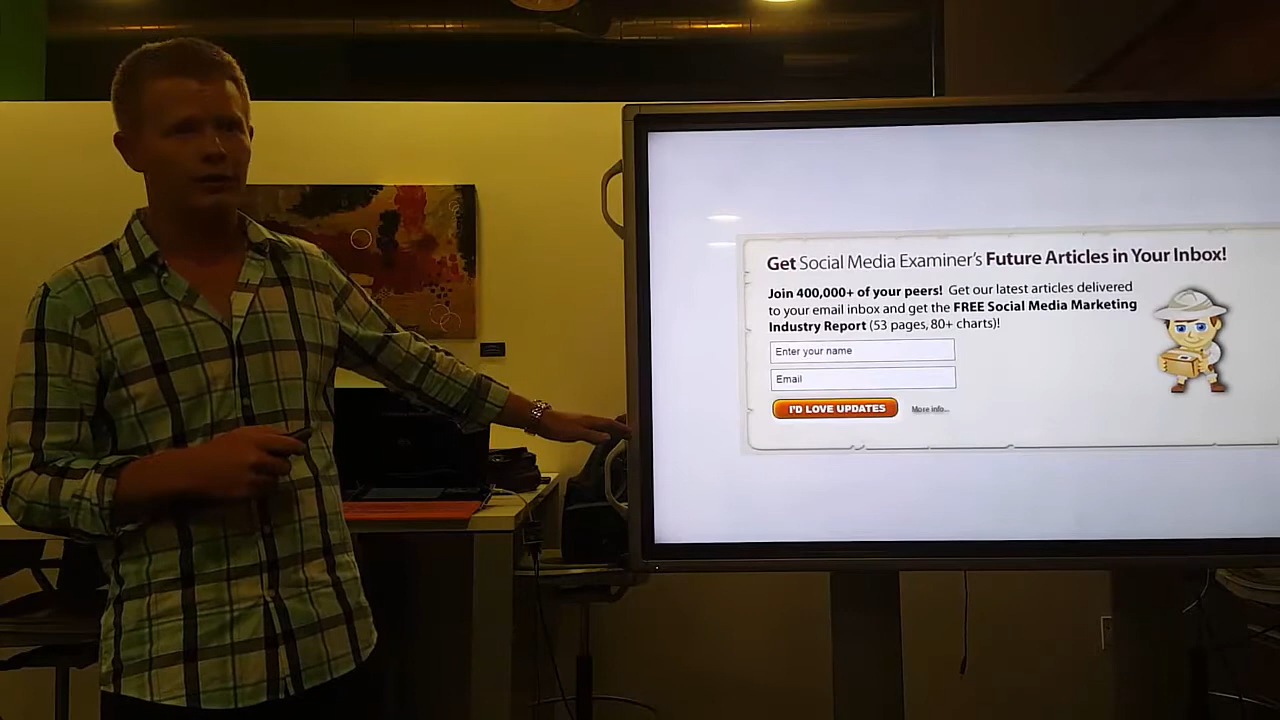 Get Social Media Examiner's Future Articles in Your Inbox!
Join 400,000+ of your peers! Get our latest articles delivered
to your email inbox and get the FREE Social Media Marketing
Industry Report (53 pages, 80+ charts)!
Enter your name
Email
I'D LOVE UPDATES
More info...